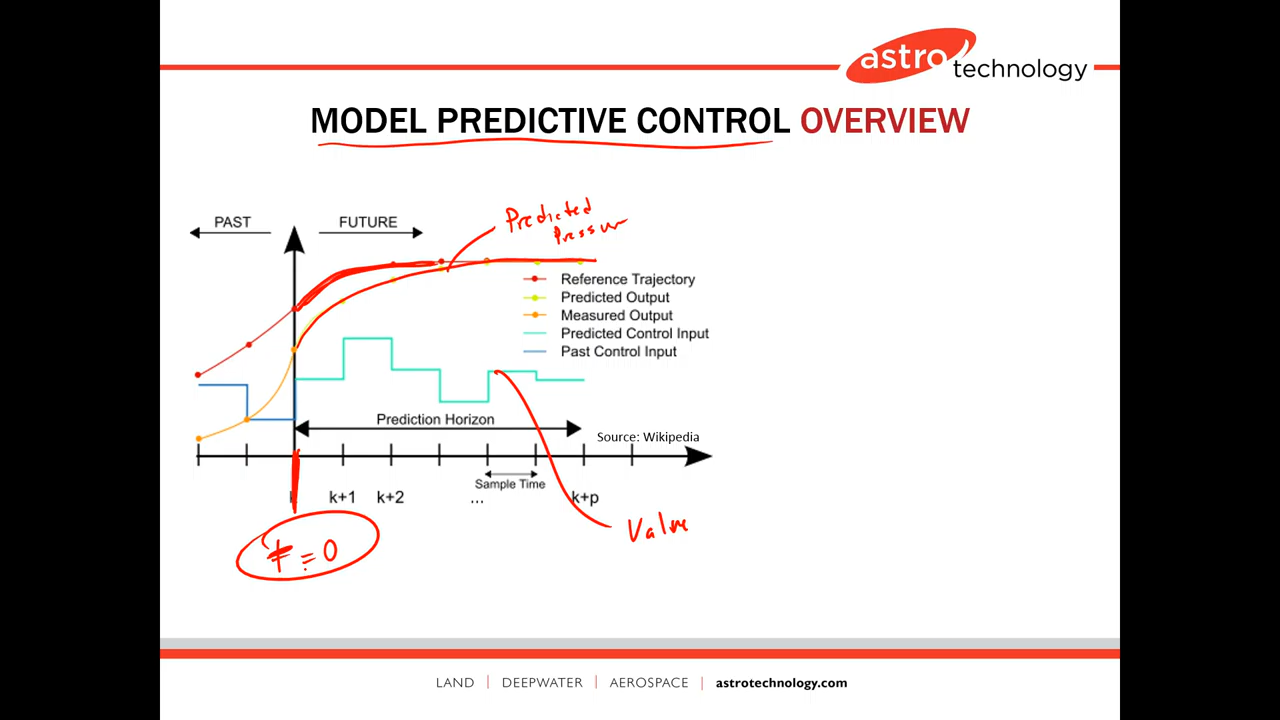 astro
technology
MODEL PREDICTIVE CONTROL OVERVIEW
Predicted
Pressur
PAST
FUTURE
Reference Trajectory
Predicted Output
Measured Output
Predicted Control Input
Past Control Input
Prediction Horizon
Source: Wikipedia
Sample Time
k+1
k+2
...
k+p
Valve
t = 0
LAND | DEEPWATER | AEROSPACE | astrotechnology.com